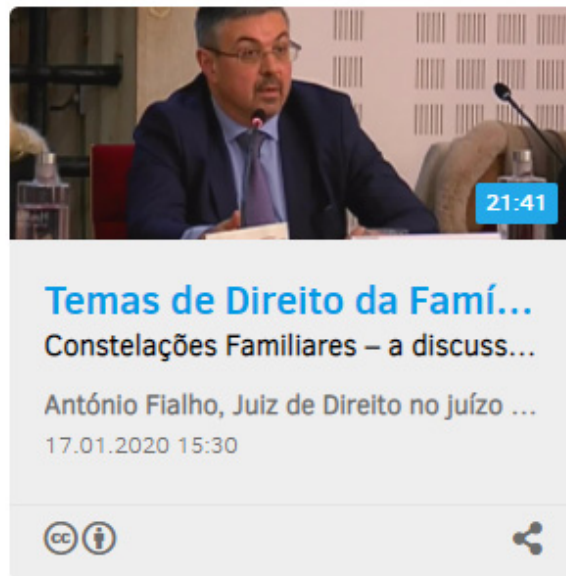 21:41
Temas de Direito da Famí...
Constelações Familiares – a discuss...
António Fialho, Juiz de Direito no juízo ...
17.01.2020 15:30
cc